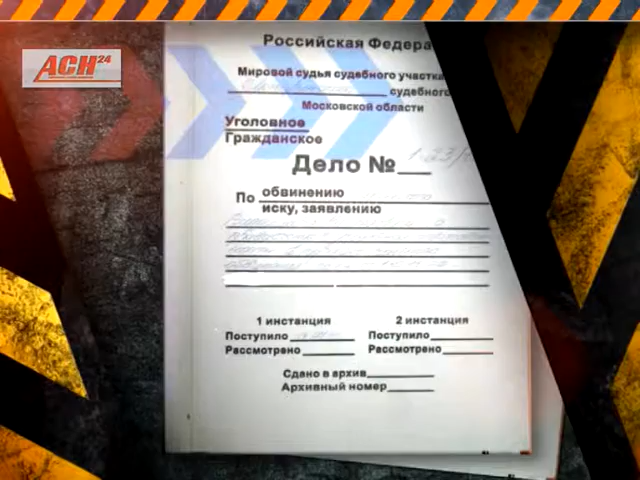 АСН24
Российская Федера
Мировой судья судебного участка
судебного
Московской области
Уголовное
Гражданское
Дело №
По обвинению
иску, заявлению
1 инстанция 2 инстанция
Поступило Поступило
Рассмотрено Рассмотрено
Сдано в архив
Архивный номер